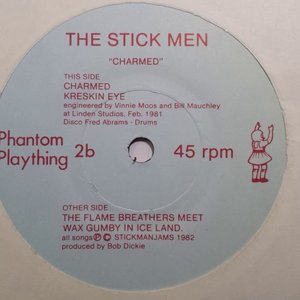 THE STICK MEN
"CHARMED"
THIS SIDE
CHARMED
KRESKIN EYE
engineered by Vinnie Moos and Bill Mauchley
at Linden Studios, Feb. 1981
Disco Fred Abrams - Drums
Phantom
Plaything 2b 45 rpm
OTHER SIDE
THE FLAME BREATHERS MEET
WAX GUMBY IN ICE LAND.
all songs Ⓟ © STICKMANJAMS 1982
produced by Bob Dickie